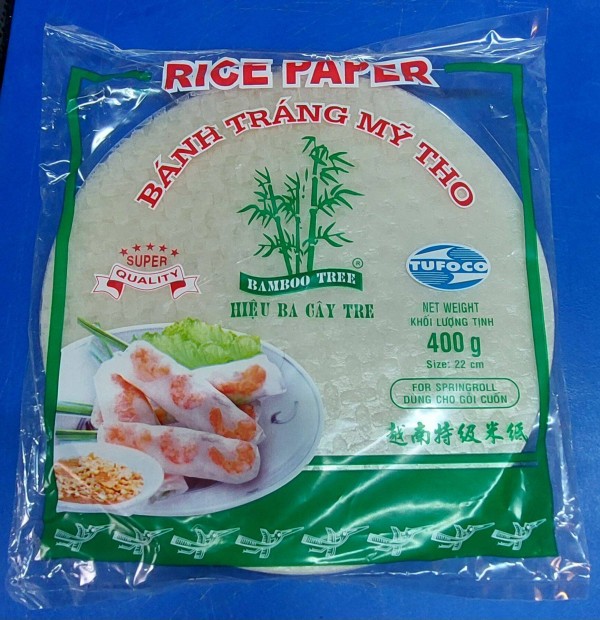 RICE PAPER
BÁNH TRÁNG MỸ THO
SUPER
QUALITY
BAMBOO TREE ®
HIỆU BA CÂY TRE
TUFOCO
NET WEIGHT
KHỐI LƯỢNG TỊNH
400 g
Size: 22 cm
FOR SPRINGROLL
DÙNG CHO GỎI CUỐN
越南特级米纸